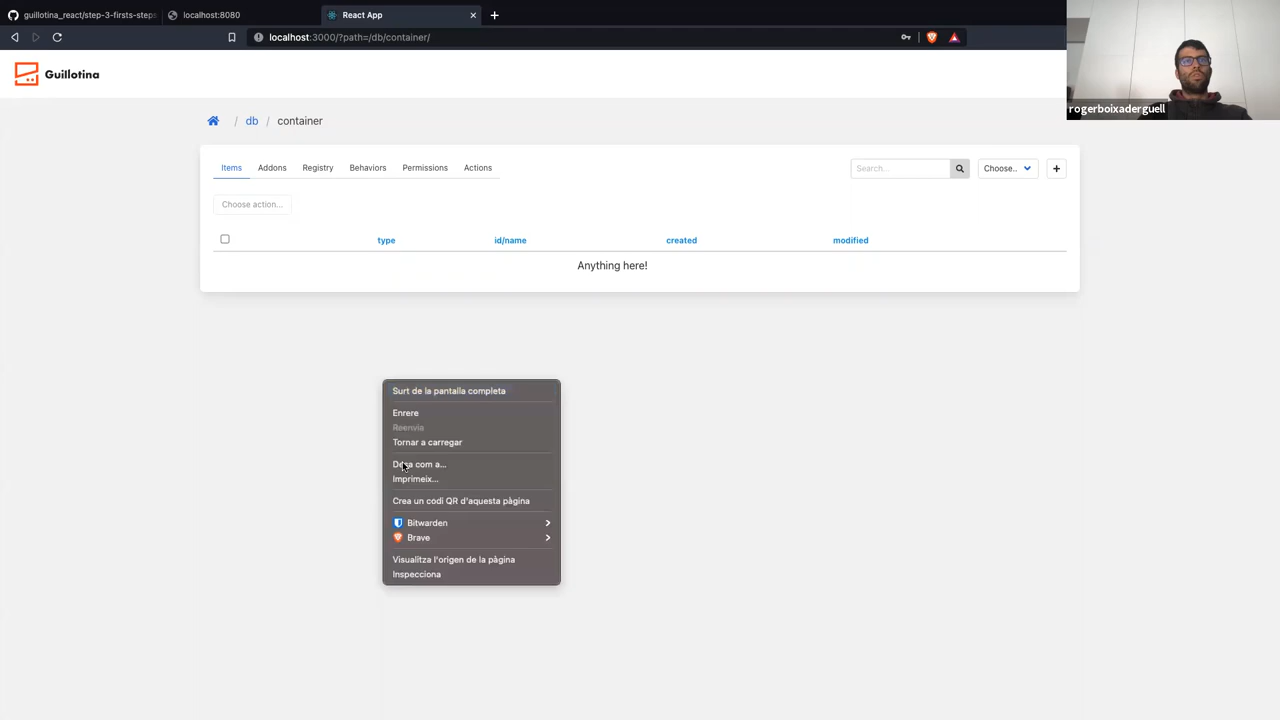 guillotina_react/step-3-firsts-steps
localhost:8080
React App
localhost:3000/?path=/db/container/
rogerboixaderguell
Guillotina
/ db / container
Items Addons Registry Behaviors Permissions Actions
Search... Choose..
Choose action...
type id/name created modified
Anything here!
Surt de la pantalla completa
Enrere
Reenvia
Tornar a carregar
Desa com a...
Imprimeix...
Crea un codi QR d'aquesta pàgina
Bitwarden
Brave
Visualitza l'origen de la pàgina
Inspecciona